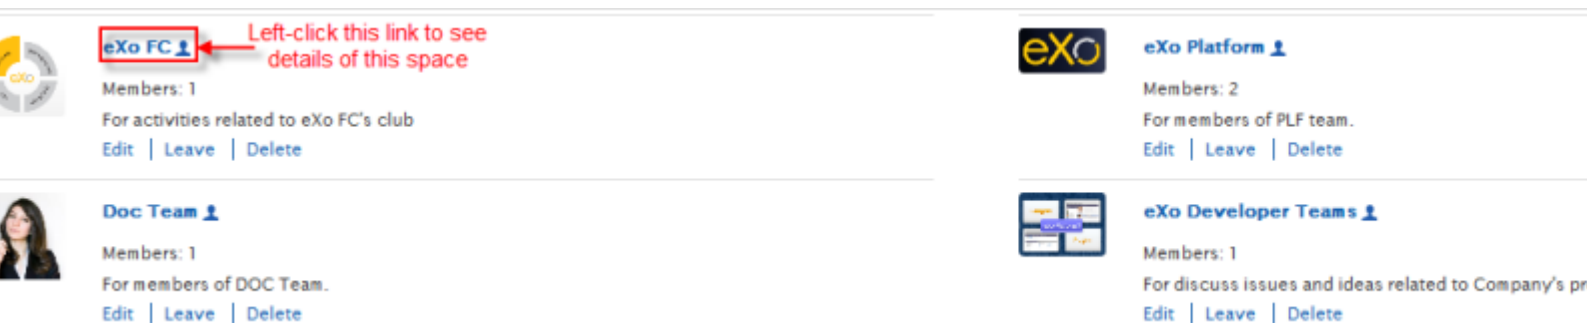 eXo FC
Left-click this link to see
details of this space
Members: 1
For activities related to eXo FC's club
Edit | Leave | Delete
eXo
eXo
eXo Platform
Members: 2
For members of PLF team.
Edit | Leave | Delete
Doc Team
Members: 1
For members of DOC Team.
Edit | Leave | Delete
eXo Developer Teams
Members: 1
For discuss issues and ideas related to Company's pr
Edit | Leave | Delete